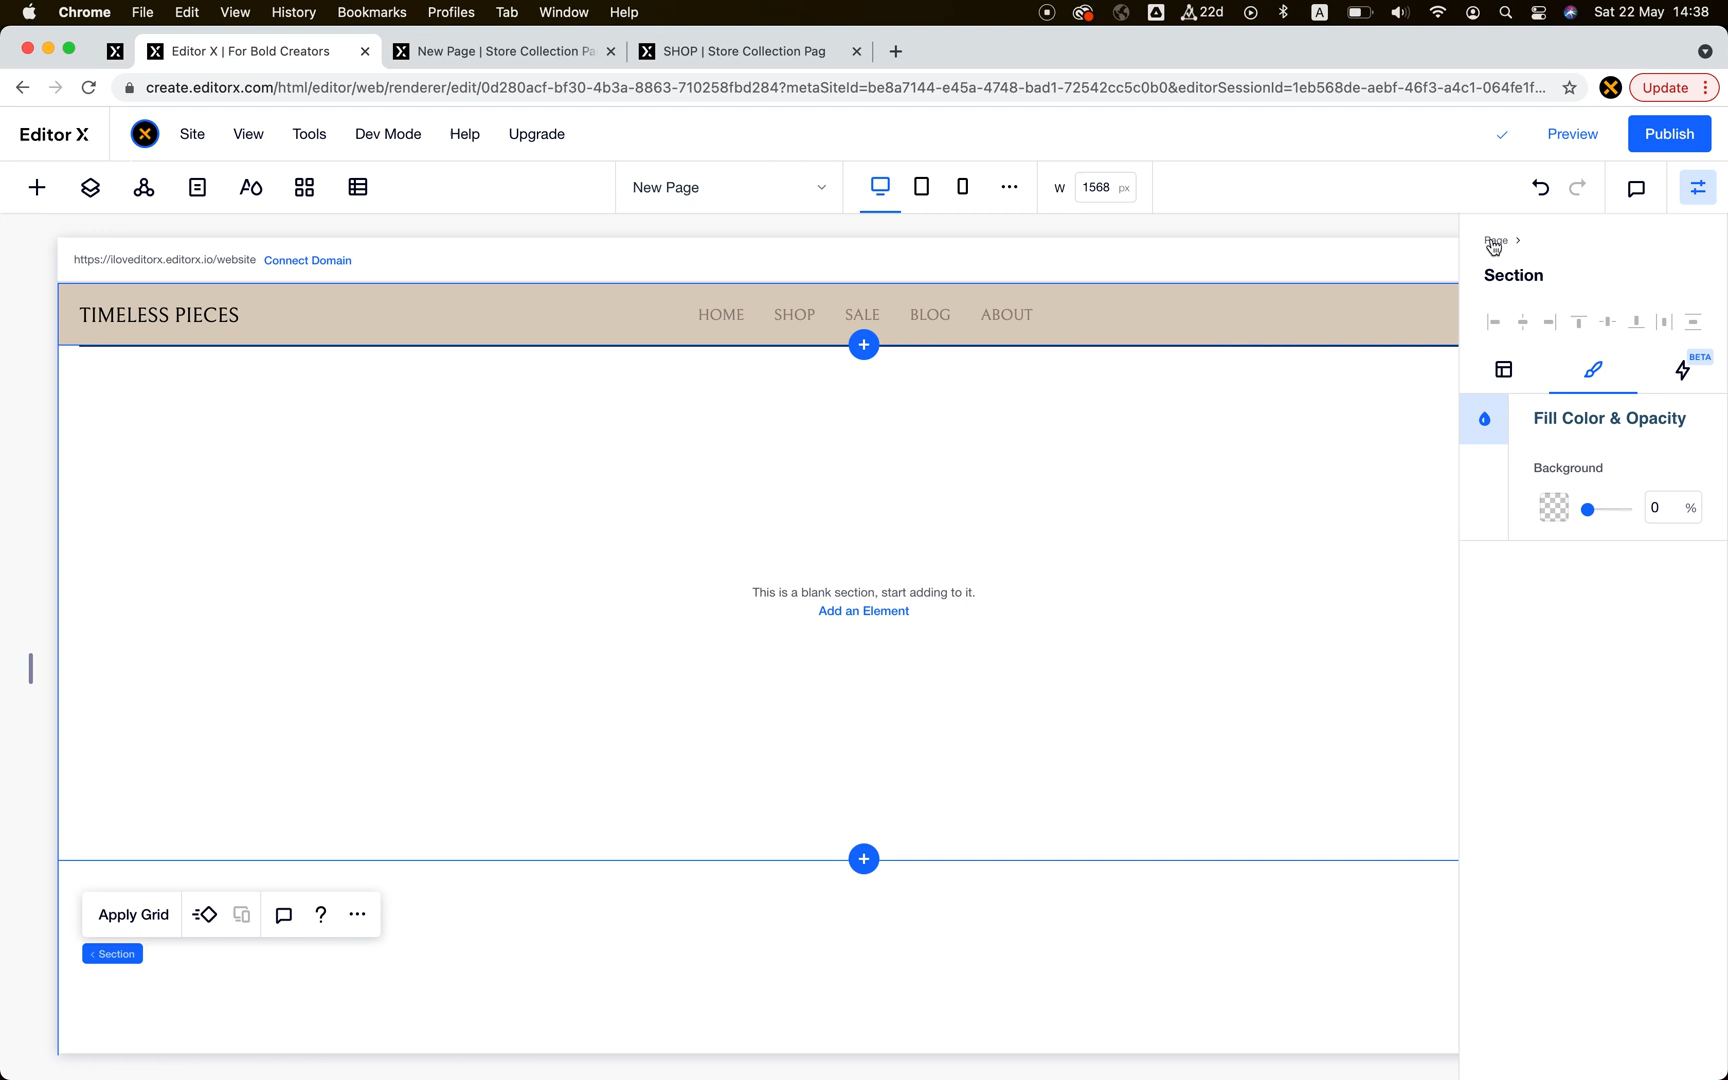 Chrome File Edit View History Bookmarks Profiles Tab Window Help
A 22d A Sat 22 May 14:38
Editor X | For Bold Creators
New Page | Store Collection Pa
SHOP | Store Collection Pag
create.editorx.com/html/editor/web/renderer/edit/0d280acf-bf30-4b3a-8863-710258fbd284?metaSiteId=be8a7144-e45a-4748-bad1-72542cc5c0b0&editorSessionId=1eb568de-aebf-46f3-a4c1-064fe1f...
Update
Editor X
Site View Tools Dev Mode Help Upgrade
Preview
Publish
New Page
W 1568 px
https://iloveditorx.editorx.io/website Connect Domain
Page >
Section
TIMELESS PIECES
HOME SHOP SALE BLOG ABOUT
BETA
Fill Color & Opacity
Background
0 %
This is a blank section, start adding to it.
Add an Element
Apply Grid
?
< Section